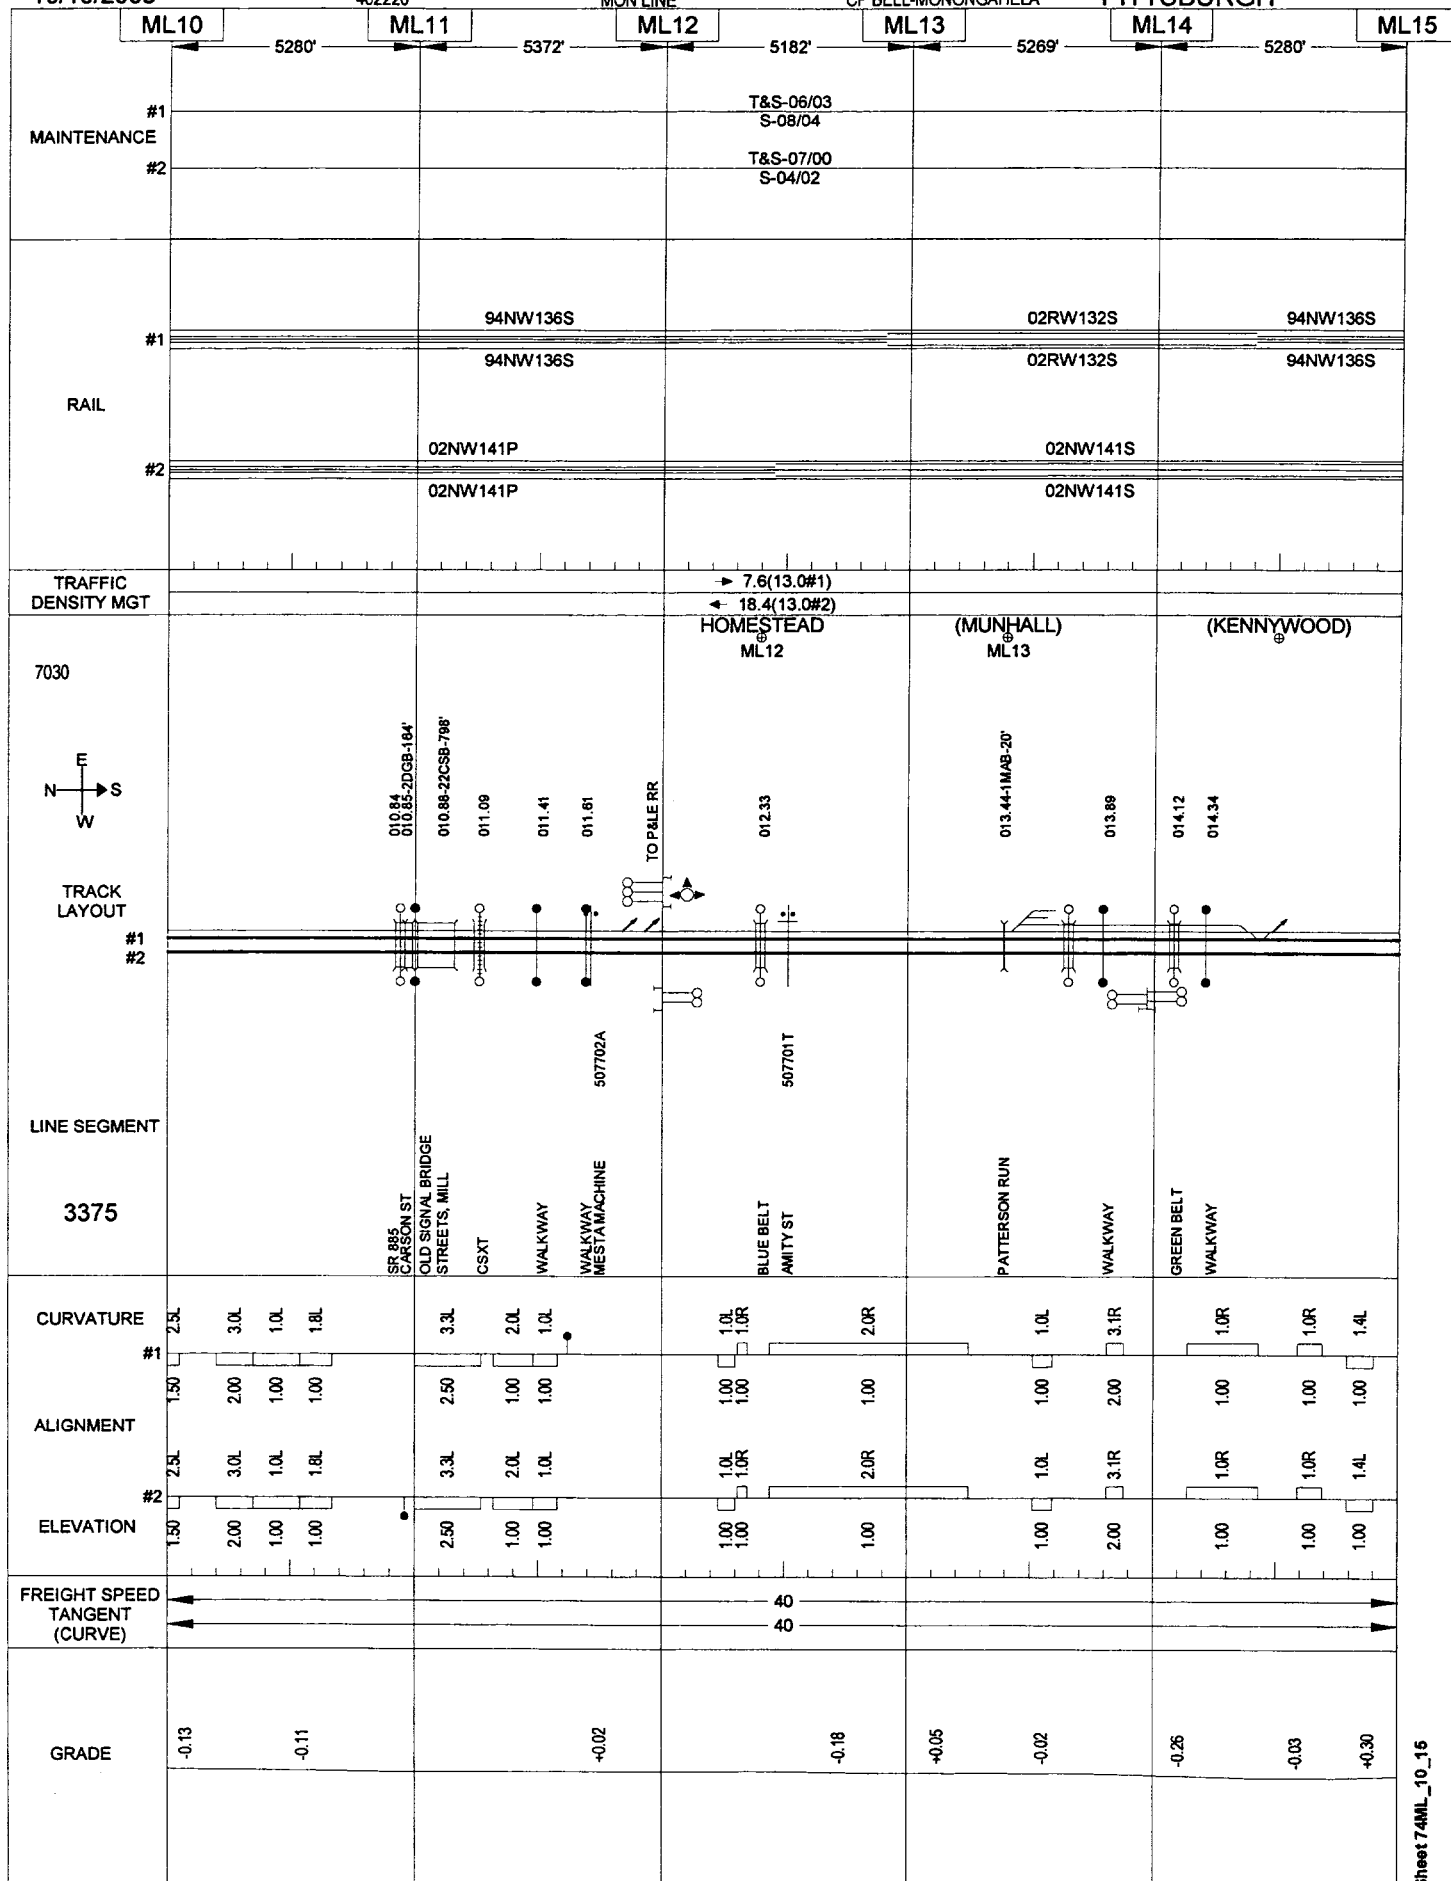 MON LINE
CP BELL-MONONGAHELA
PITTSBURGH
ML10 ML11 ML12 ML13 ML14 ML15
5280' 5372' 5182' 5269' 5280'
MAINTENANCE
#1
T&S-06/03
S-08/04
#2
T&S-07/00
S-04/02
RAIL
#1
94NW136S 02RW132S 94NW136S
94NW136S 02RW132S 94NW136S
#2
02NW141P 02NW141S
02NW141P 02NW141S
TRAFFIC
DENSITY MGT
7.6(13.0#1)
18.4(13.0#2)
HOMESTEAD (MUNHALL) (KENNYWOOD)
ML12 ML13
7030
E
N S
W
010.84
010.85-2DGB-164'
010.88-22CSB-798'
011.09
011.41
011.61
TO P&LE RR
012.33
013.44-1MAB-20'
013.89
014.12
014.34
TRACK
LAYOUT
#1
#2
507702A
507701T
LINE SEGMENT
3375
SR 885
CARSON ST
OLD SIGNAL BRIDGE
STREETS, MILL
CSXT
WALKWAY
WALKWAY
MESTA MACHINE
BLUE BELT
AMITY ST
PATTERSON RUN
WALKWAY
GREEN BELT
WALKWAY
CURVATURE
2.5L 3.0L 1.0L 1.8L 3.3L 2.0L 1.0L 1.0L 1.0R 2.0R 1.0L 3.1R 1.0R 1.0R 1.4L
#1
1.50 2.00 1.00 1.00 2.50 1.00 1.00 1.00 1.00 1.00 1.00 2.00 1.00 1.00 1.00
ALIGNMENT
2.5L 3.0L 1.0L 1.8L 3.3L 2.0L 1.0L 1.0L 1.0R 2.0R 1.0L 3.1R 1.0R 1.0R 1.4L
#2
ELEVATION
1.50 2.00 1.00 1.00 2.50 1.00 1.00 1.00 1.00 1.00 1.00 2.00 1.00 1.00 1.00
FREIGHT SPEED
TANGENT
(CURVE)
40
40
GRADE
-0.13 -0.11 +0.02 -0.18 +0.05 -0.02 -0.26 -0.03 +0.30
Sheet 74ML_10_15